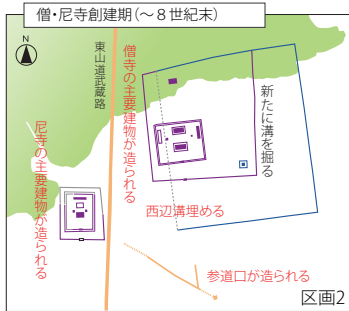 僧・尼寺創建期(～8世紀末)
N
東山道武蔵路
僧寺の主要建物が造られる
新たに溝を掘る
尼寺の主要建物が造られる
西辺溝埋める
参道口が造られる
区画2